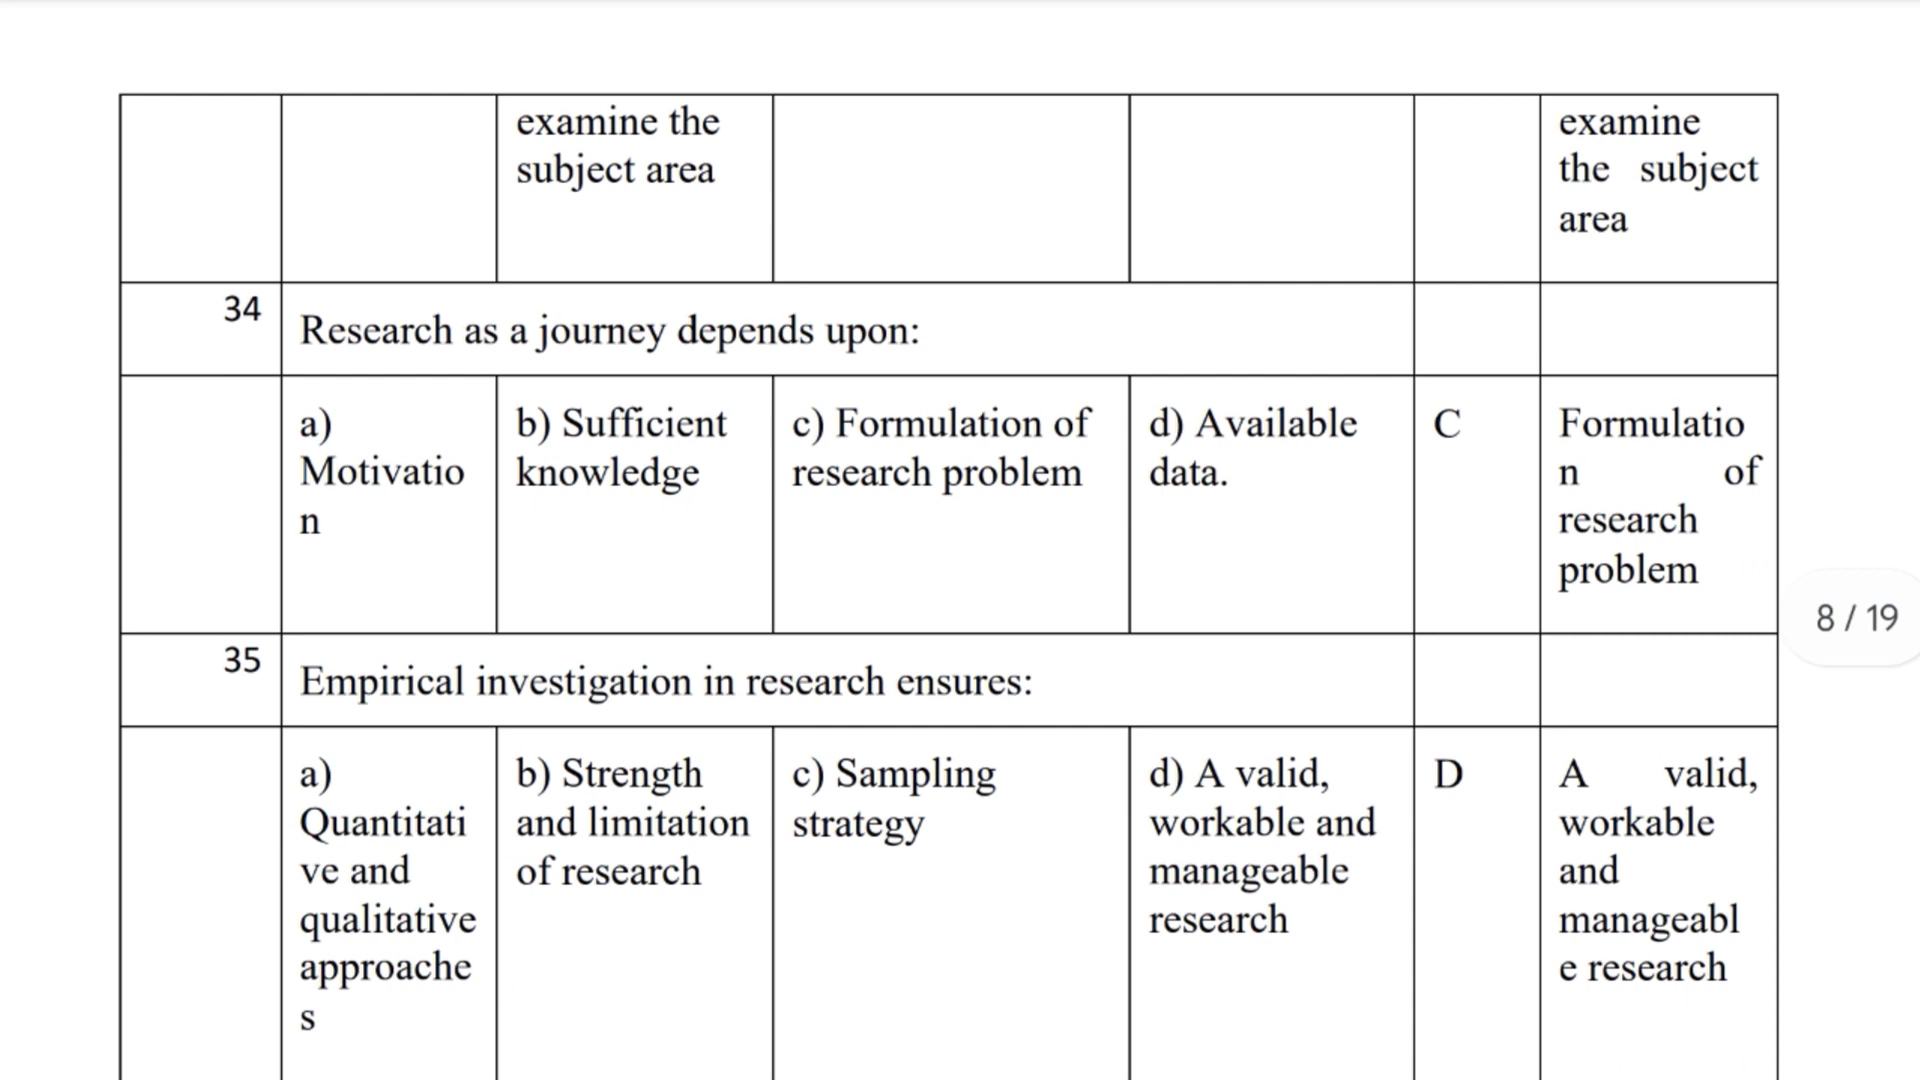 examine the
subject area
examine
the subject
area
34
Research as a journey depends upon:
a)
Motivatio
n
b) Sufficient
knowledge
c) Formulation of
research problem
d) Available
data.
C
Formulatio
n of
research
problem
8 / 19
35
Empirical investigation in research ensures:
a)
Quantitati
ve and
qualitative
approache
s
b) Strength
and limitation
of research
c) Sampling
strategy
d) A valid,
workable and
manageable
research
D
A valid,
workable
and
manageabl
e research